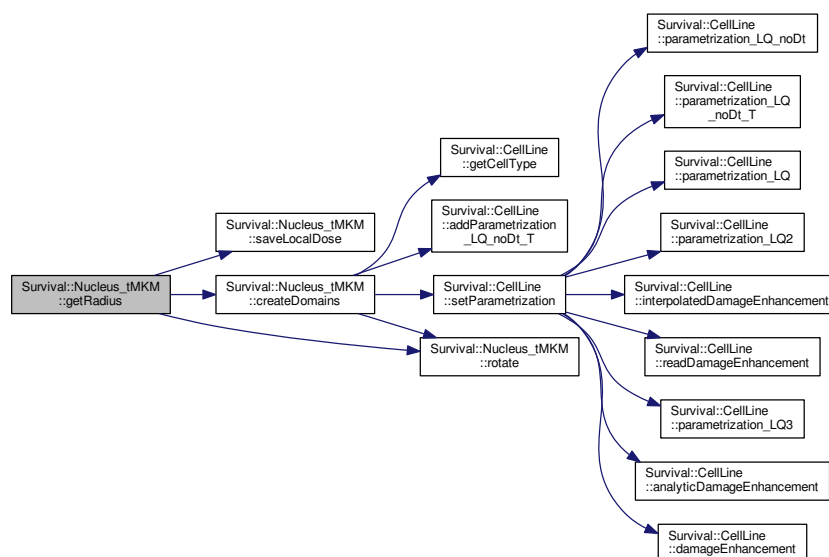 Survival::Nucleus_tMKM
::getRadius
Survival::Nucleus_tMKM
::saveLocalDose
Survival::Nucleus_tMKM
::createDomains
Survival::CellLine
::getCellType
Survival::CellLine
::addParametrization
_LQ_noDt_T
Survival::CellLine
::setParametrization
Survival::Nucleus_tMKM
::rotate
Survival::CellLine
::parametrization_LQ_noDt
Survival::CellLine
::parametrization_LQ
_noDt_T
Survival::CellLine
::parametrization_LQ
Survival::CellLine
::parametrization_LQ2
Survival::CellLine
::interpolatedDamageEnhancement
Survival::CellLine
::readDamageEnhancement
Survival::CellLine
::parametrization_LQ3
Survival::CellLine
::analyticDamageEnhancement
Survival::CellLine
::damageEnhancement